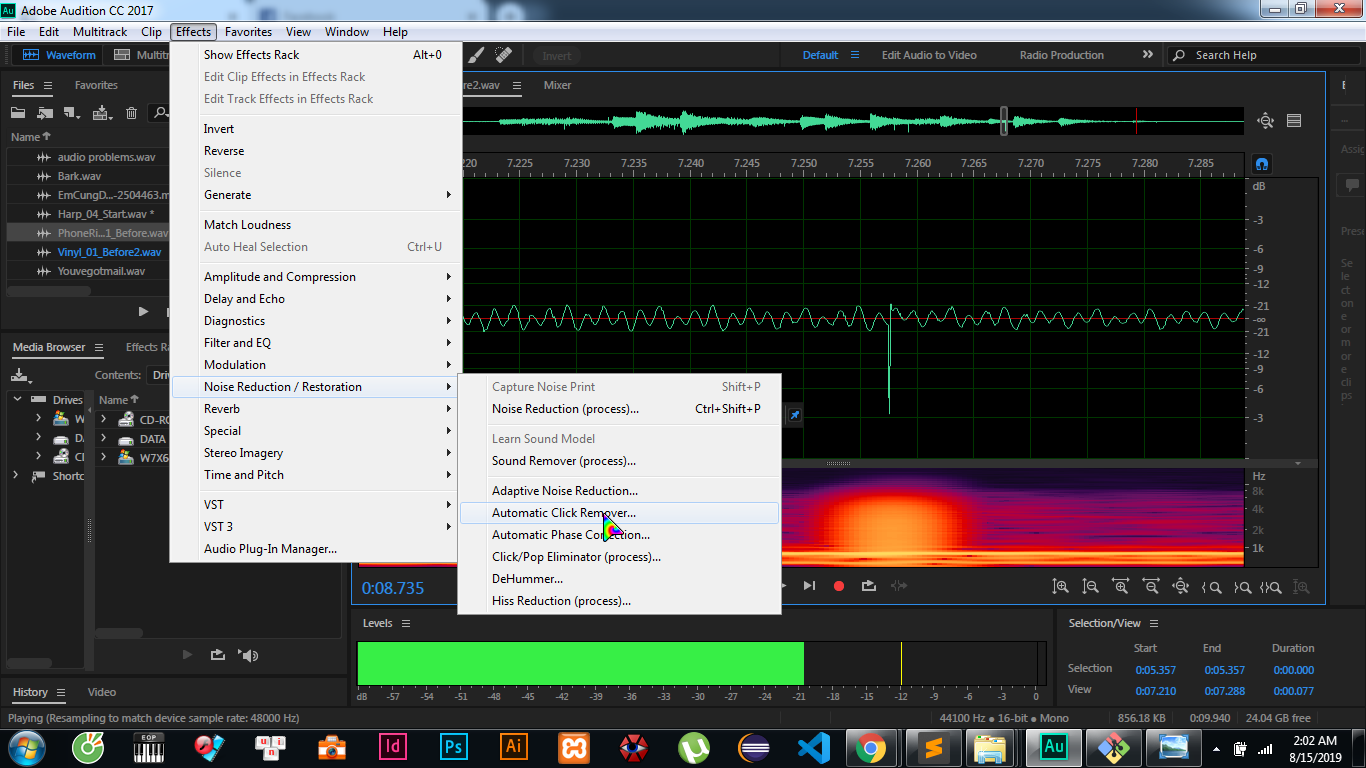 Adobe Audition CC 2017
File Edit Multitrack Clip Effects Favorites View Window Help
Waveform
Invert
Default
Edit Audio to Video
Radio Production
Search Help
Show Effects Rack Alt+0
Edit Clip Effects in Effects Rack
Edit Track Effects in Effects Rack
Invert
Reverse
Silence
Generate
Match Loudness
Auto Heal Selection Ctrl+U
Amplitude and Compression
Delay and Echo
Diagnostics
Filter and EQ
Modulation
Noise Reduction / Restoration
Reverb
Special
Stereo Imagery
Time and Pitch
VST
VST 3
Audio Plug-In Manager...
Capture Noise Print Shift+P
Noise Reduction (process)... Ctrl+Shift+P
Learn Sound Model
Sound Remover (process)...
Adaptive Noise Reduction...
Automatic Click Remover...
Automatic Phase Correction...
Click/Pop Eliminator (process)...
DeHummer...
Hiss Reduction (process)...
Files
Favorites
Name
audio problems.wav
Bark.wav
EmCungD...-2504463.m
Harp_04_Start.wav *
PhoneRi...1_Before.wav
Vinyl_01_Before2.wav
Youvegotmail.wav
Media Browser
Effects Ra
Contents: Driv
Drives
Name
CD-RO
DATA
W7X6
Shortc
History
Video
re2.wav
Mixer
220 7.225 7.230 7.235 7.240 7.245 7.250 7.255 7.260 7.265 7.270 7.275 7.280 7.285
dB
-3
-6
-9
-12
-21
-∞
-21
-12
-9
-6
-3
Hz
8k
4k
2k
1k
0:08.735
Levels
dB -57 -54 -51 -48 -45 -42 -39 -36 -33 -30 -27 -24 -21 -18 -15 -12 -9 -6 -3 0
Selection/View
Start End Duration
Selection 0:05.357 0:05.357 0:00.000
View 0:07.210 0:07.288 0:00.077
Playing (Resampling to match device sample rate: 48000 Hz)
44100 Hz ● 16-bit ● Mono
856.18 KB
0:09.940
24.04 GB free
EOP
Id
Ps
Ai
Au
2:02 AM
8/15/2019